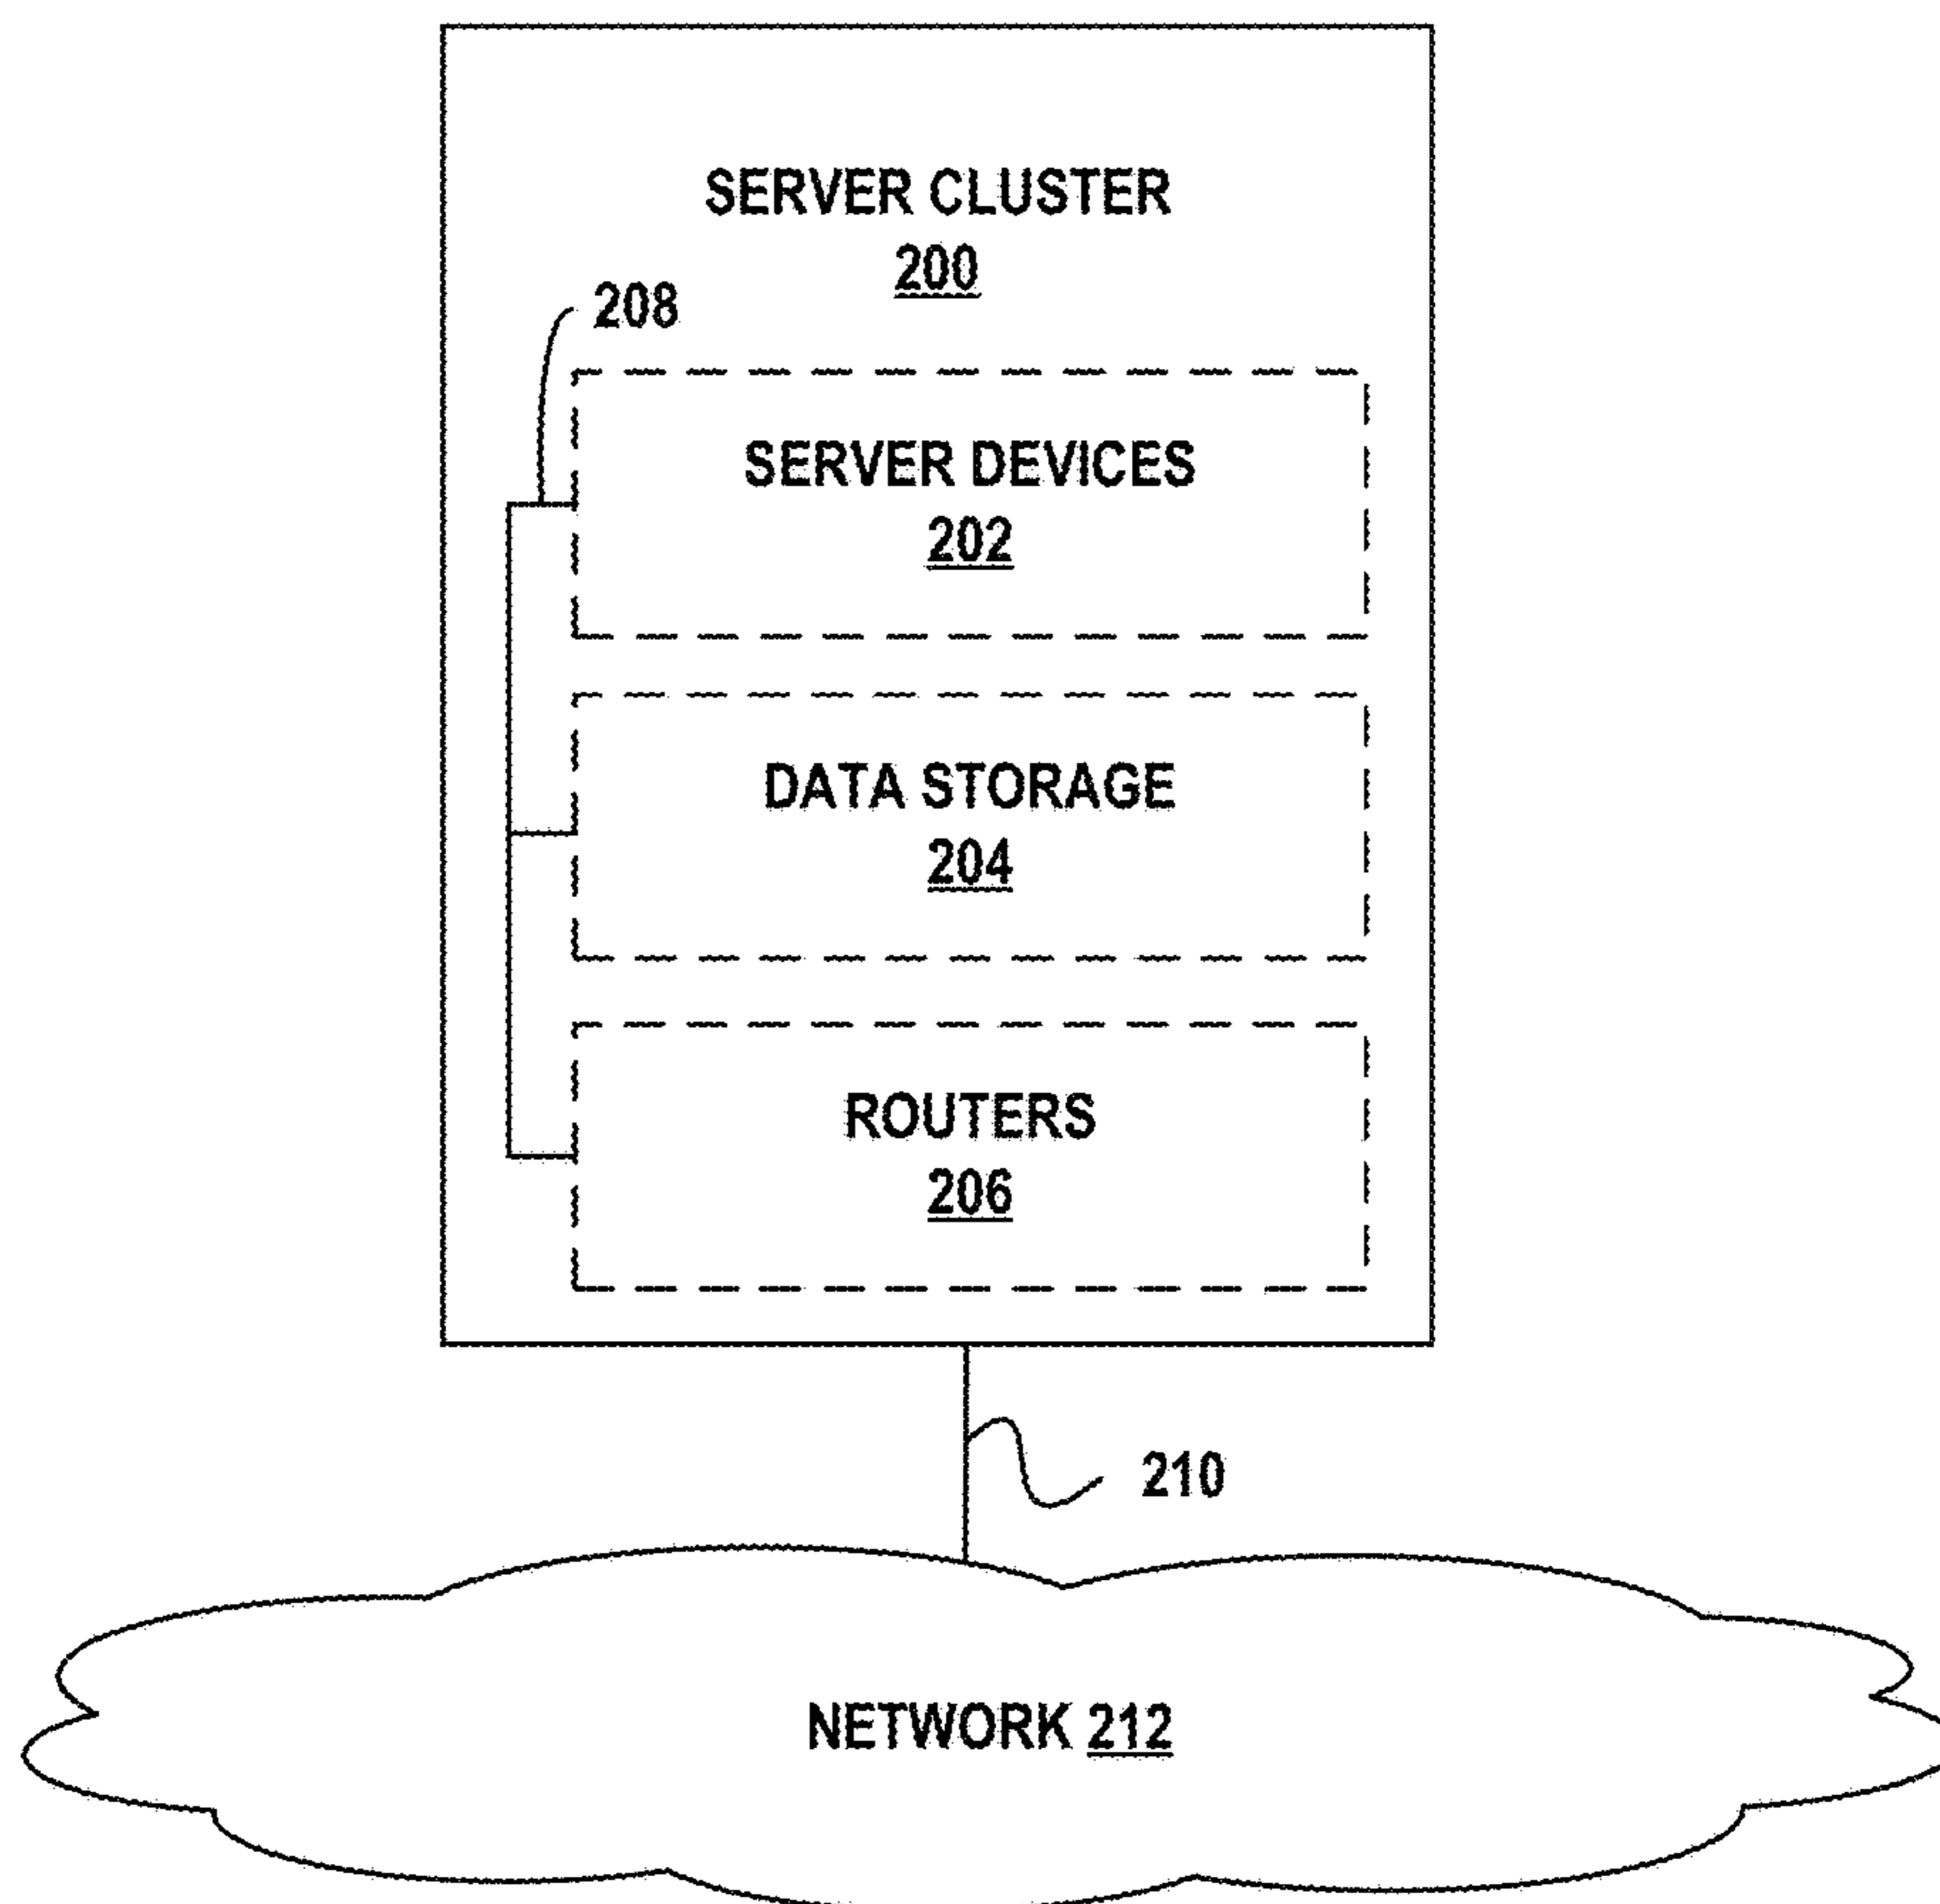 SERVER CLUSTER
200
208
SERVER DEVICES
202
DATA STORAGE
204
ROUTERS
206
210
NETWORK 212